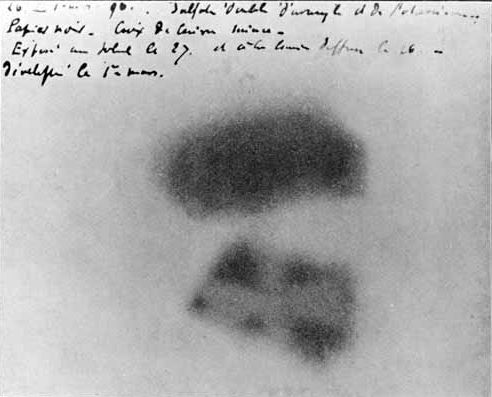 96. Sulfate Double d'uranyle et de Potassium
Papier noir - Croix de Cuivre mince -
Exposé au soleil le 27. et à la lumière diffuse le 26. -
Développé le 1er mars.